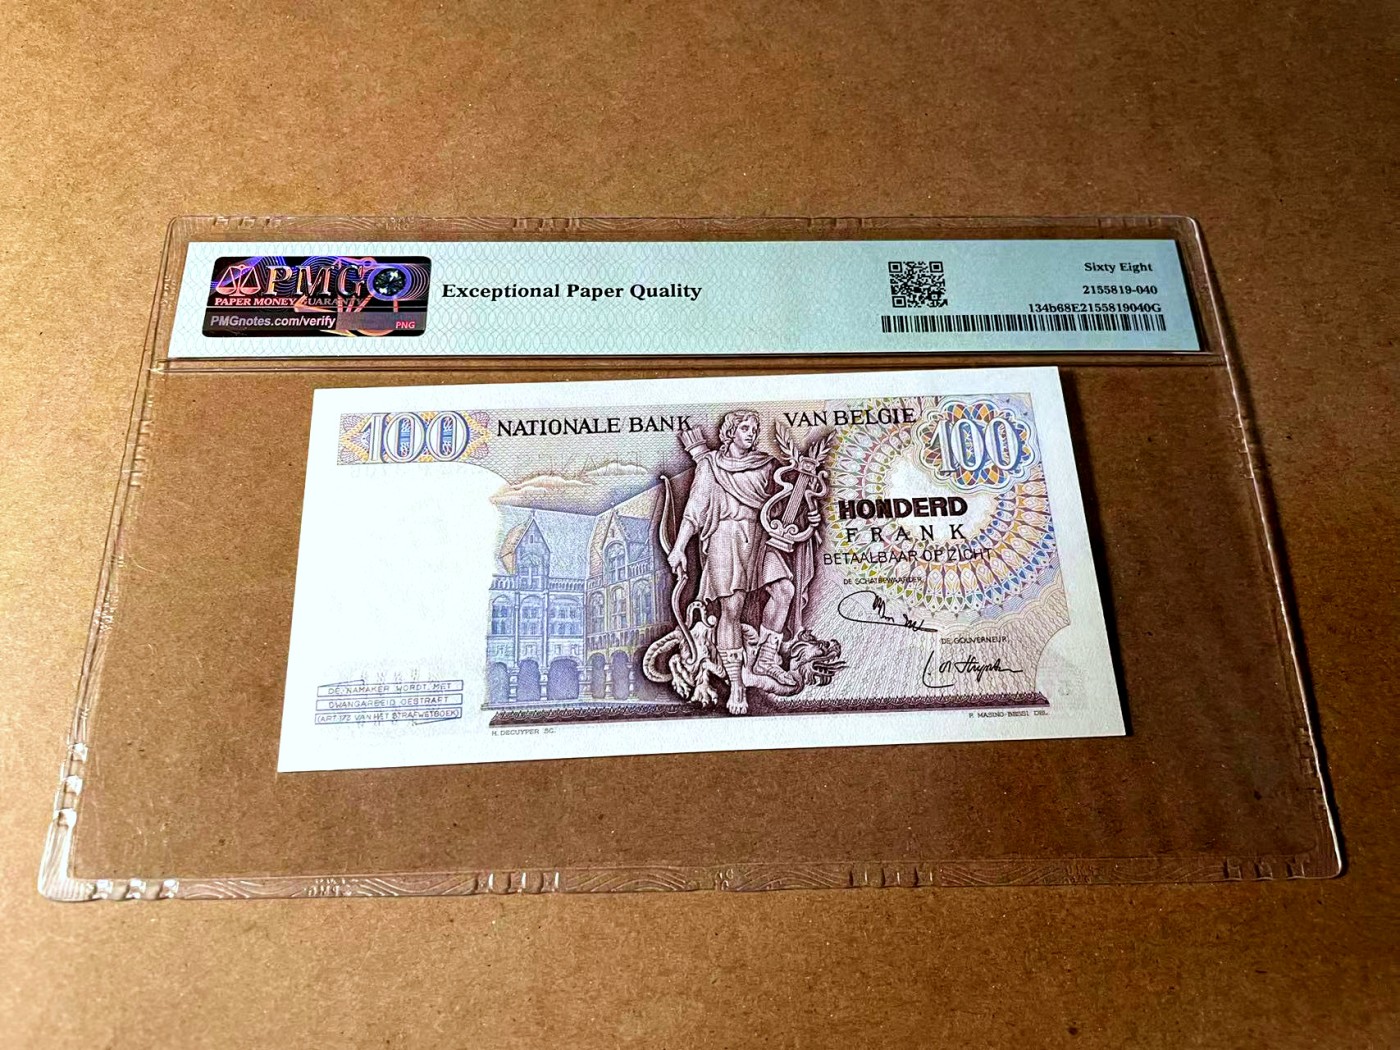 PMG
PAPER MONEY GUARANTY
PMGnotes.com/verify
PNG
Exceptional Paper Quality
Sixty Eight
2155819-040
134b68E2155819040G
100 NATIONALE BANK VAN BELGIE 100
HONDERD
FRANK
BETAALBAAR OP ZICHT
DE SCHATBEWAARDER,
DE GOUVERNEUR,
DE NAMAKER WORDT MET
DWANGARBEID GESTRAFT
(ART. 173 VAN HET STRAFWETBOEK)
H. DECUYPER SC.
P. MASINO-BESSI DEL.